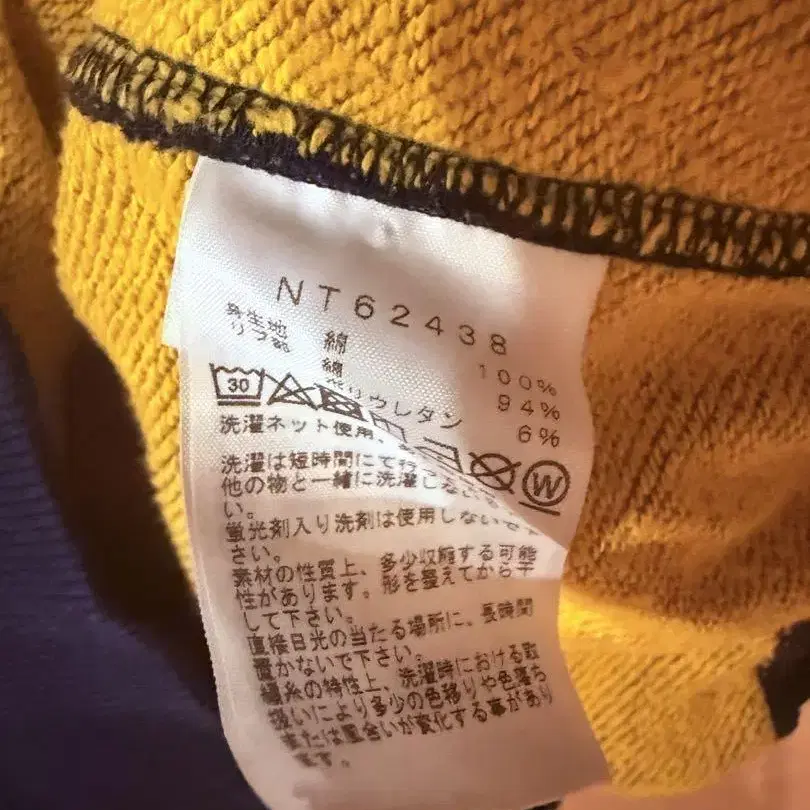 NT62438
身生地 綿 100%
リブ部 綿 94%
ポリウレタン 6%
30
W
洗濯ネット使用、
洗濯は短時間にて
他の物と一緒に洗濯し
い。
蛍光剤入り洗剤は使用しない
さい。
素材の性質上、多少収縮する可能
性があります。形を整えてから干
して下さい。
直接日光の当たる場所に、長時間
置かないで下さい。
縫糸の特性上、洗濯時における取
扱いにより多少の色移りや色落ち
または風合いが変化する事があり
ます。